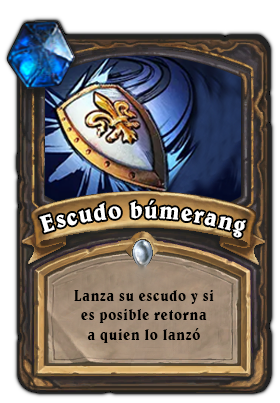 Escudo búmerang
Lanza su escudo y si
es posible retorna
a quien lo lanzó